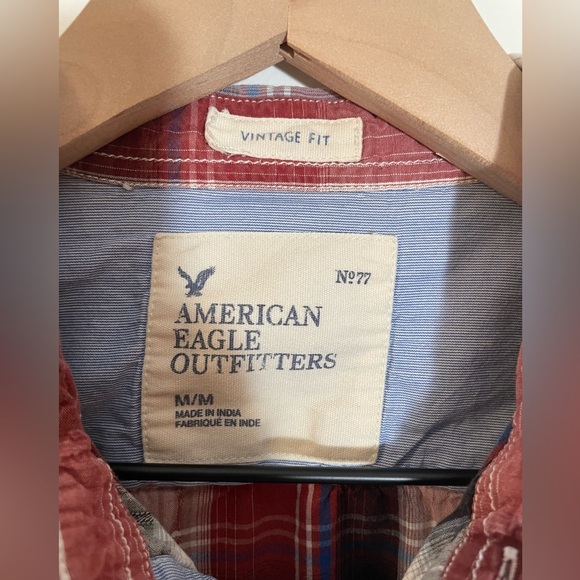 VINTAGE FIT
Nº77
AMERICAN
EAGLE
OUTFITTERS
M/M
MADE IN INDIA
FABRIQUÉ EN INDE